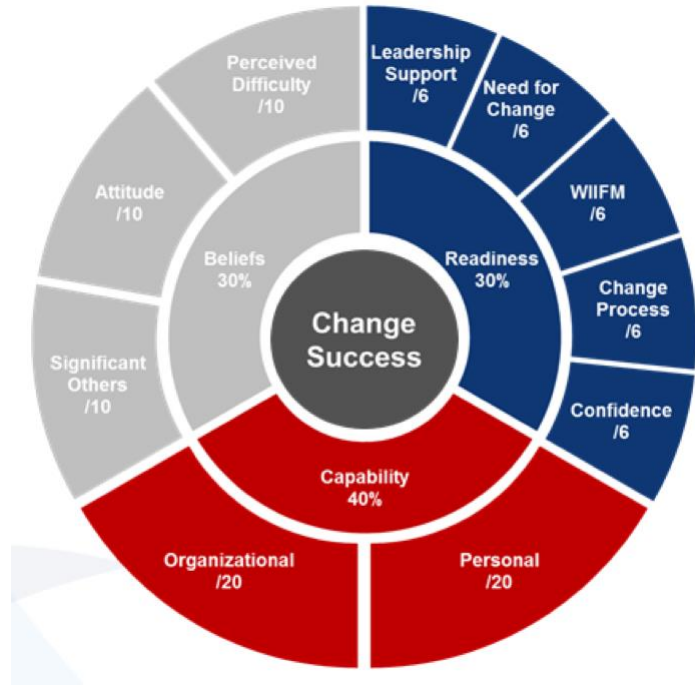 Change
Success
Readiness
30%
Leadership
Support
/6
Need for
Change
/6
WIIFM
/6
Change
Process
/6
Confidence
/6
Capability
40%
Personal
/20
Organizational
/20
Beliefs
30%
Significant
Others
/10
Attitude
/10
Perceived
Difficulty
/10